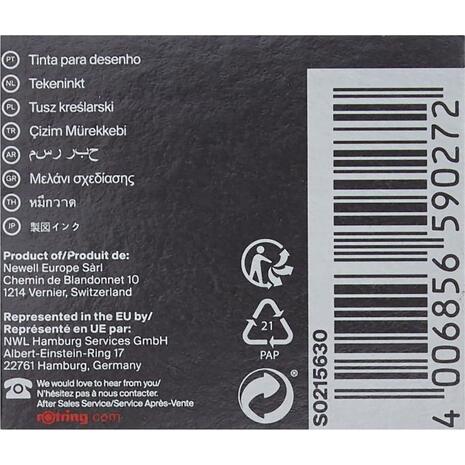 PT Tinta para desenho
NL Tekeninkt
PL Tusz kreślarski
TR Çizim Mürekkebi
AR حبر رسم
GR Μελάνι σχεδίασης
TH หมึกวาด
JP 製図インク
Product of/Produit de:
Newell Europe Sàrl
Chemin de Blandonnet 10
1214 Vernier, Switzerland
Represented in the EU by/
Représenté en UE par:
NWL Hamburg Services GmbH
Albert-Einstein-Ring 17
22761 Hamburg, Germany
We would love to hear from you/
N'hésitez pas à nous contacter
After Sales Service/Service Après-Vente
rotring.com
21
PAP
®
S0215630
4 006856 590272